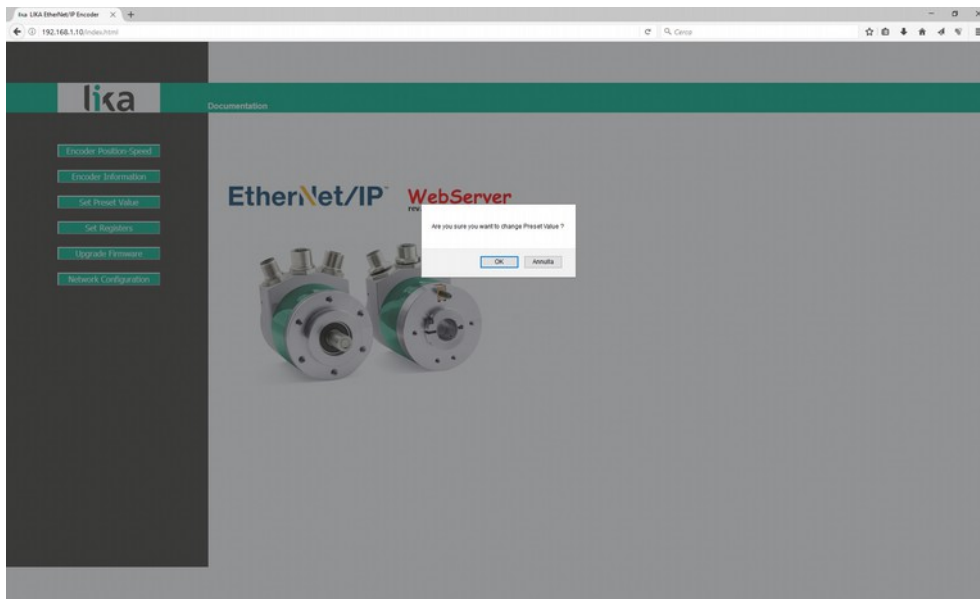 lika LIKA EtherNet/IP Encoder
192.168.1.10/index.html
Cerca
lika
Documentation
Encoder Position-Speed
Encoder Information
Set Preset Value
Set Registers
Upgrade Firmware
Network Configuration
EtherNet/IP
WebServer
Are you sure you want to change Preset Value ?
OK
Annulla